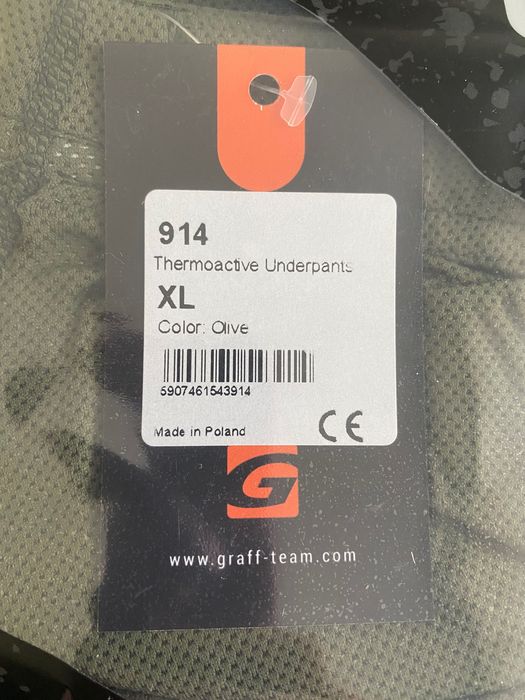 914
Thermoactive Underpants
XL
Color: Olive
5907461543914
Made in Poland
CE
G
www.graff-team.com